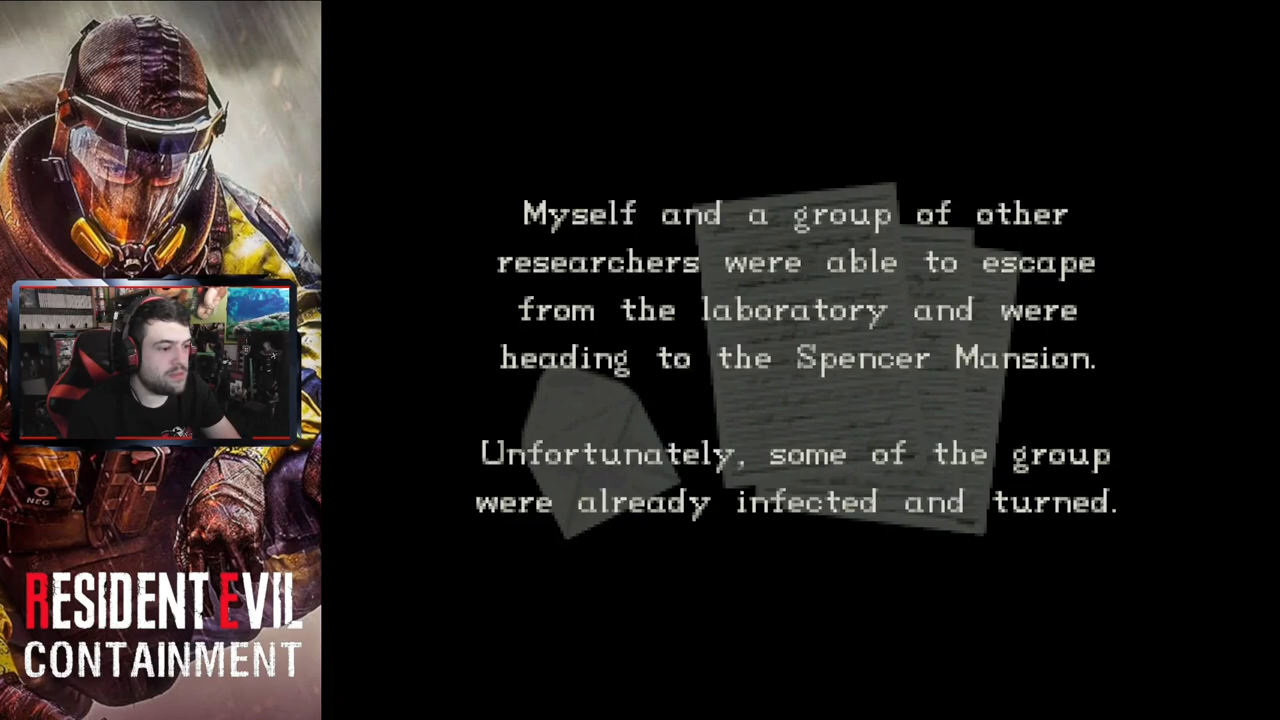 Myself and a group of other
researchers were able to escape
from the laboratory and were
heading to the Spencer Mansion.
Unfortunately, some of the group
were already infected and turned.
NEG
RESIDENT EVIL
CONTAINMENT